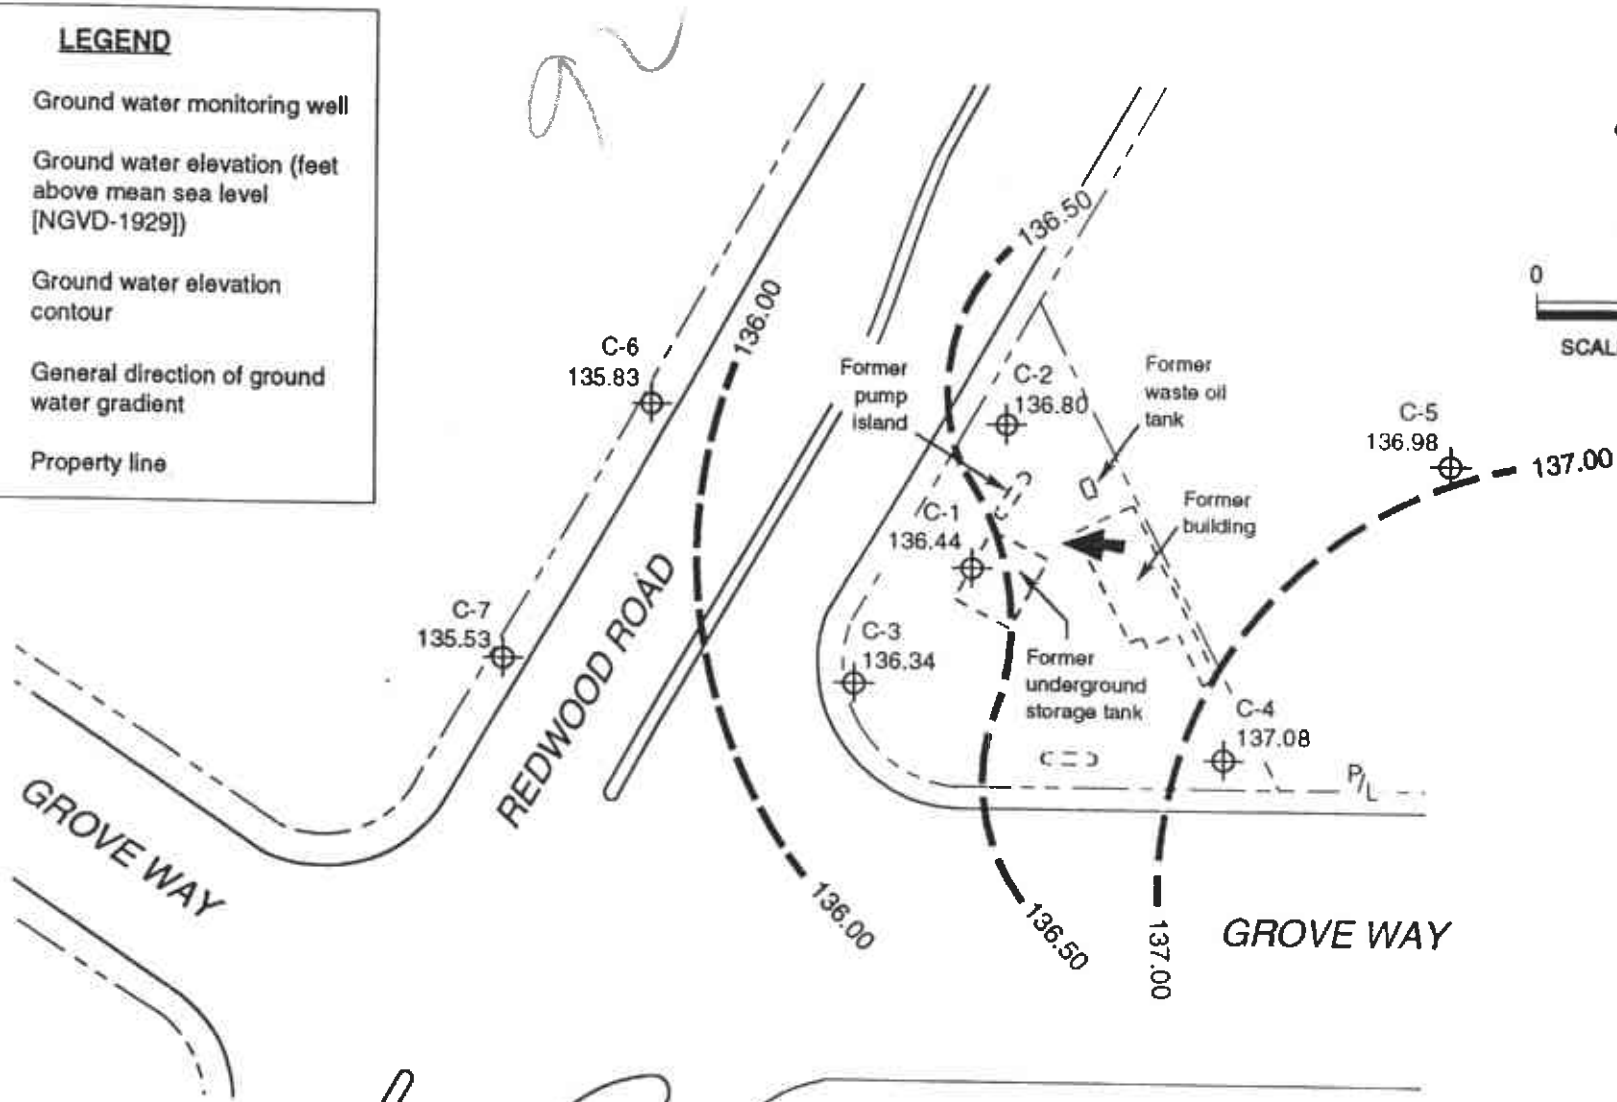 LEGEND
Ground water monitoring well
Ground water elevation (feet
above mean sea level
[NGVD-1929])
Ground water elevation
contour
General direction of ground
water gradient
Property line
136.50
0
SCAL
136.00
C-6
135.83
Former
pump
island
C-2
136.80
Former
waste oil
tank
C-5
136.98
137.00
Former
building
C-1
136.44
C-7
135.53
REDWOOD ROAD
C-3
136.34
Former
underground
storage tank
C-4
137.08
P/L
GROVE WAY
136.00
136.50
137.00
GROVE WAY